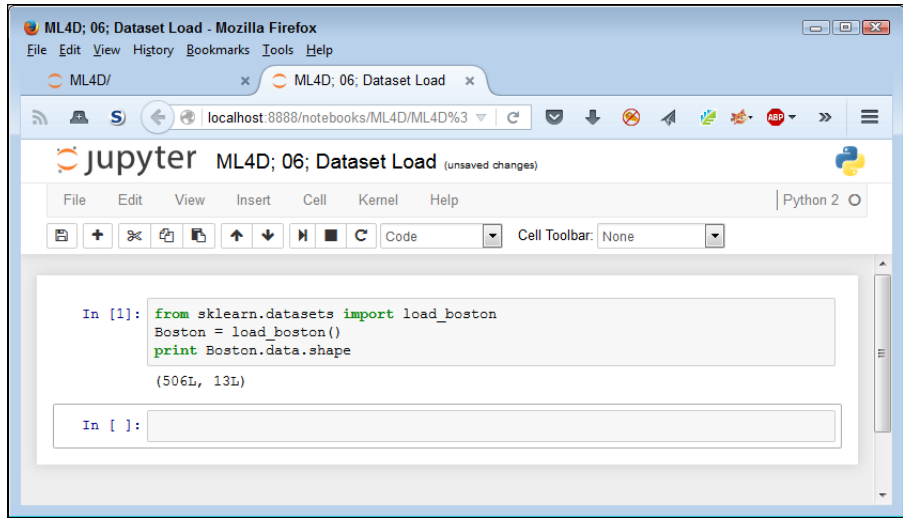 ML4D; 06; Dataset Load - Mozilla Firefox
File Edit View History Bookmarks Tools Help
ML4D/ × ML4D; 06; Dataset Load ×
S localhost:8888/notebooks/ML4D/ML4D%3 ABP »
jupyter ML4D; 06; Dataset Load (unsaved changes)
File Edit View Insert Cell Kernel Help Python 2
Code Cell Toolbar: None
In [1]: from sklearn.datasets import load_boston
Boston = load_boston()
print Boston.data.shape
(506L, 13L)
In [ ]: